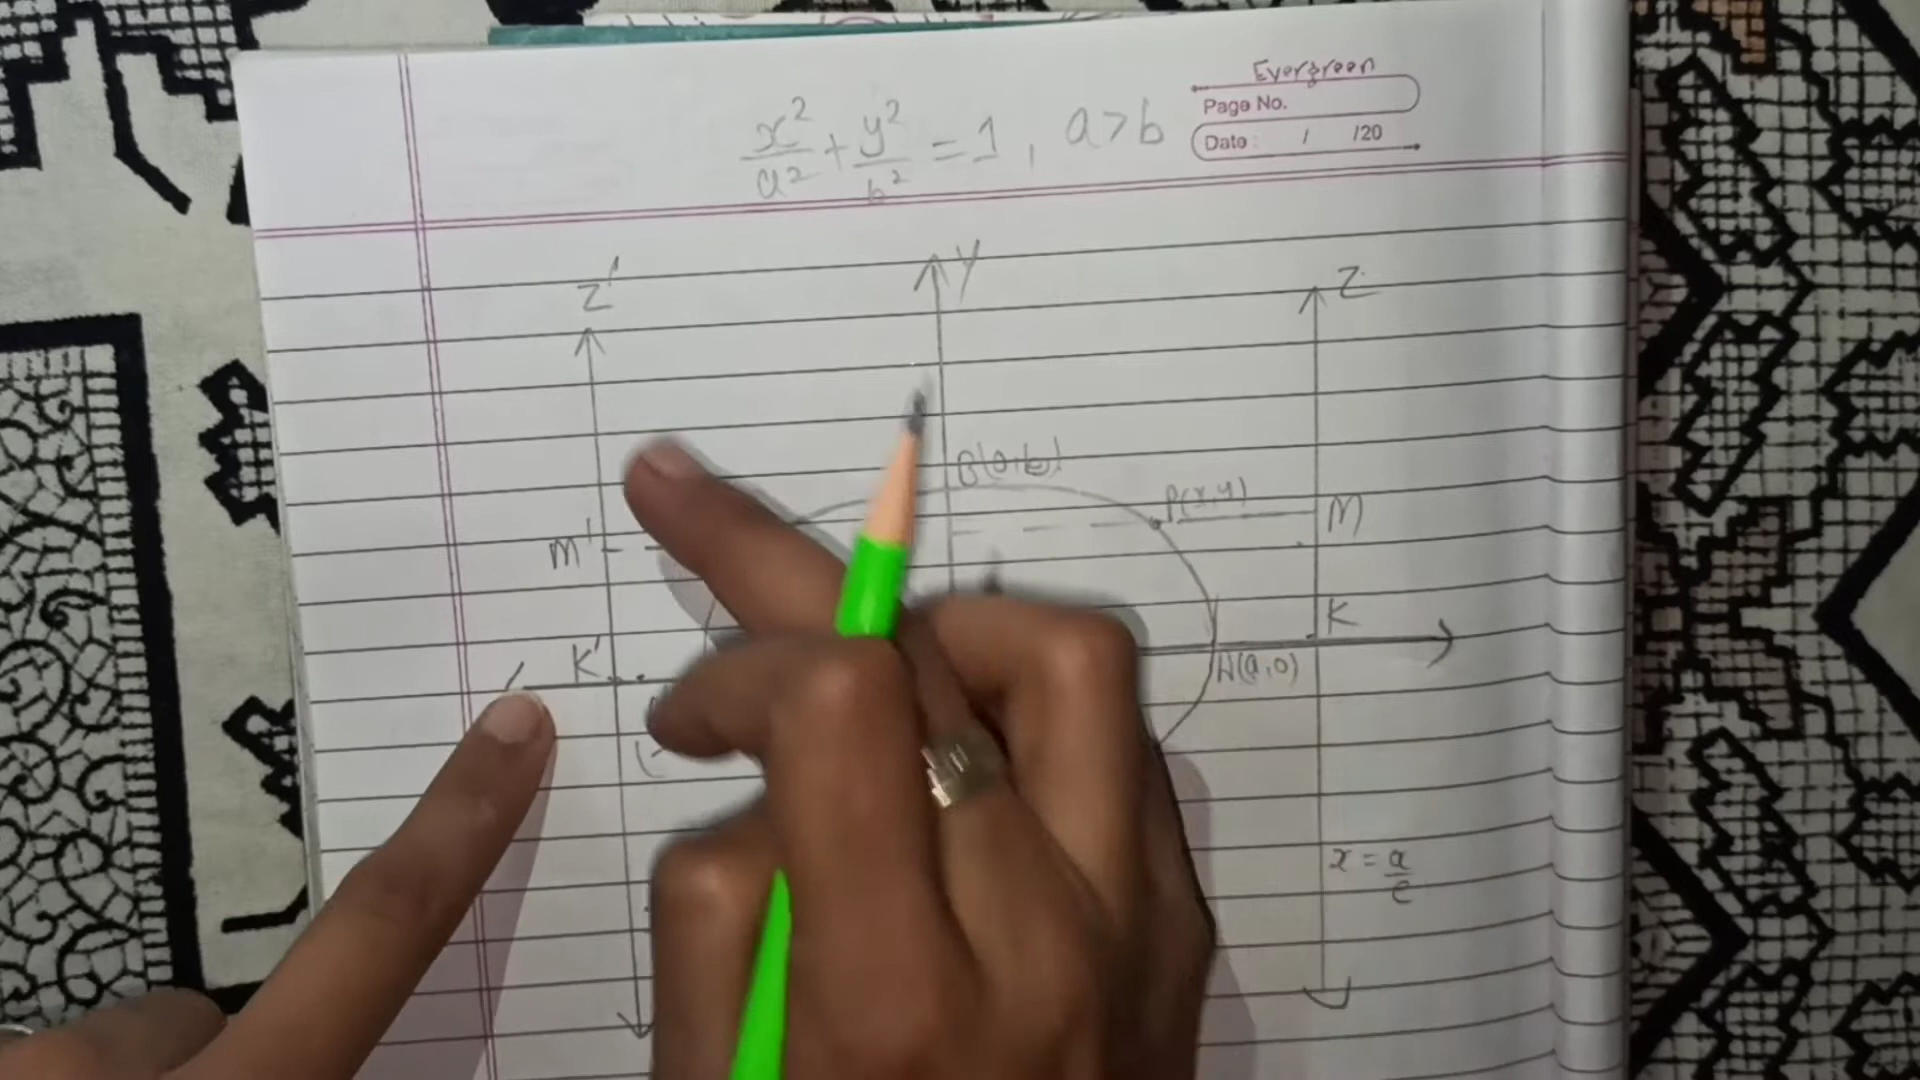 Evergreen
Page No.
Date : / /20
x²/a² + y²/b² = 1, a>b
Z' Y Z
B(0,b)
P(x,y) M
M'
K
K' A(a,0)
x = a/e